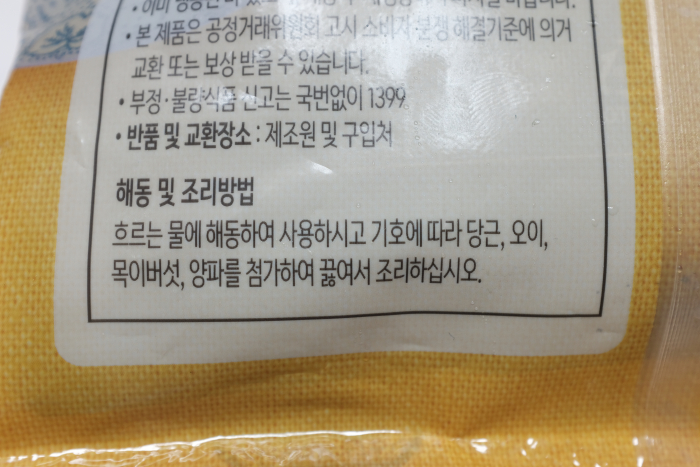 • 본 제품은 공정거래위원회 고시 소비자 분쟁 해결기준에 의거
교환 또는 보상 받을 수 있습니다.
• 부정·불량식품 신고는 국번없이 1399
• 반품 및 교환장소 : 제조원 및 구입처
해동 및 조리방법
흐르는 물에 해동하여 사용하시고 기호에 따라 당근, 오이,
목이버섯, 양파를 첨가하여 끓여서 조리하십시오.